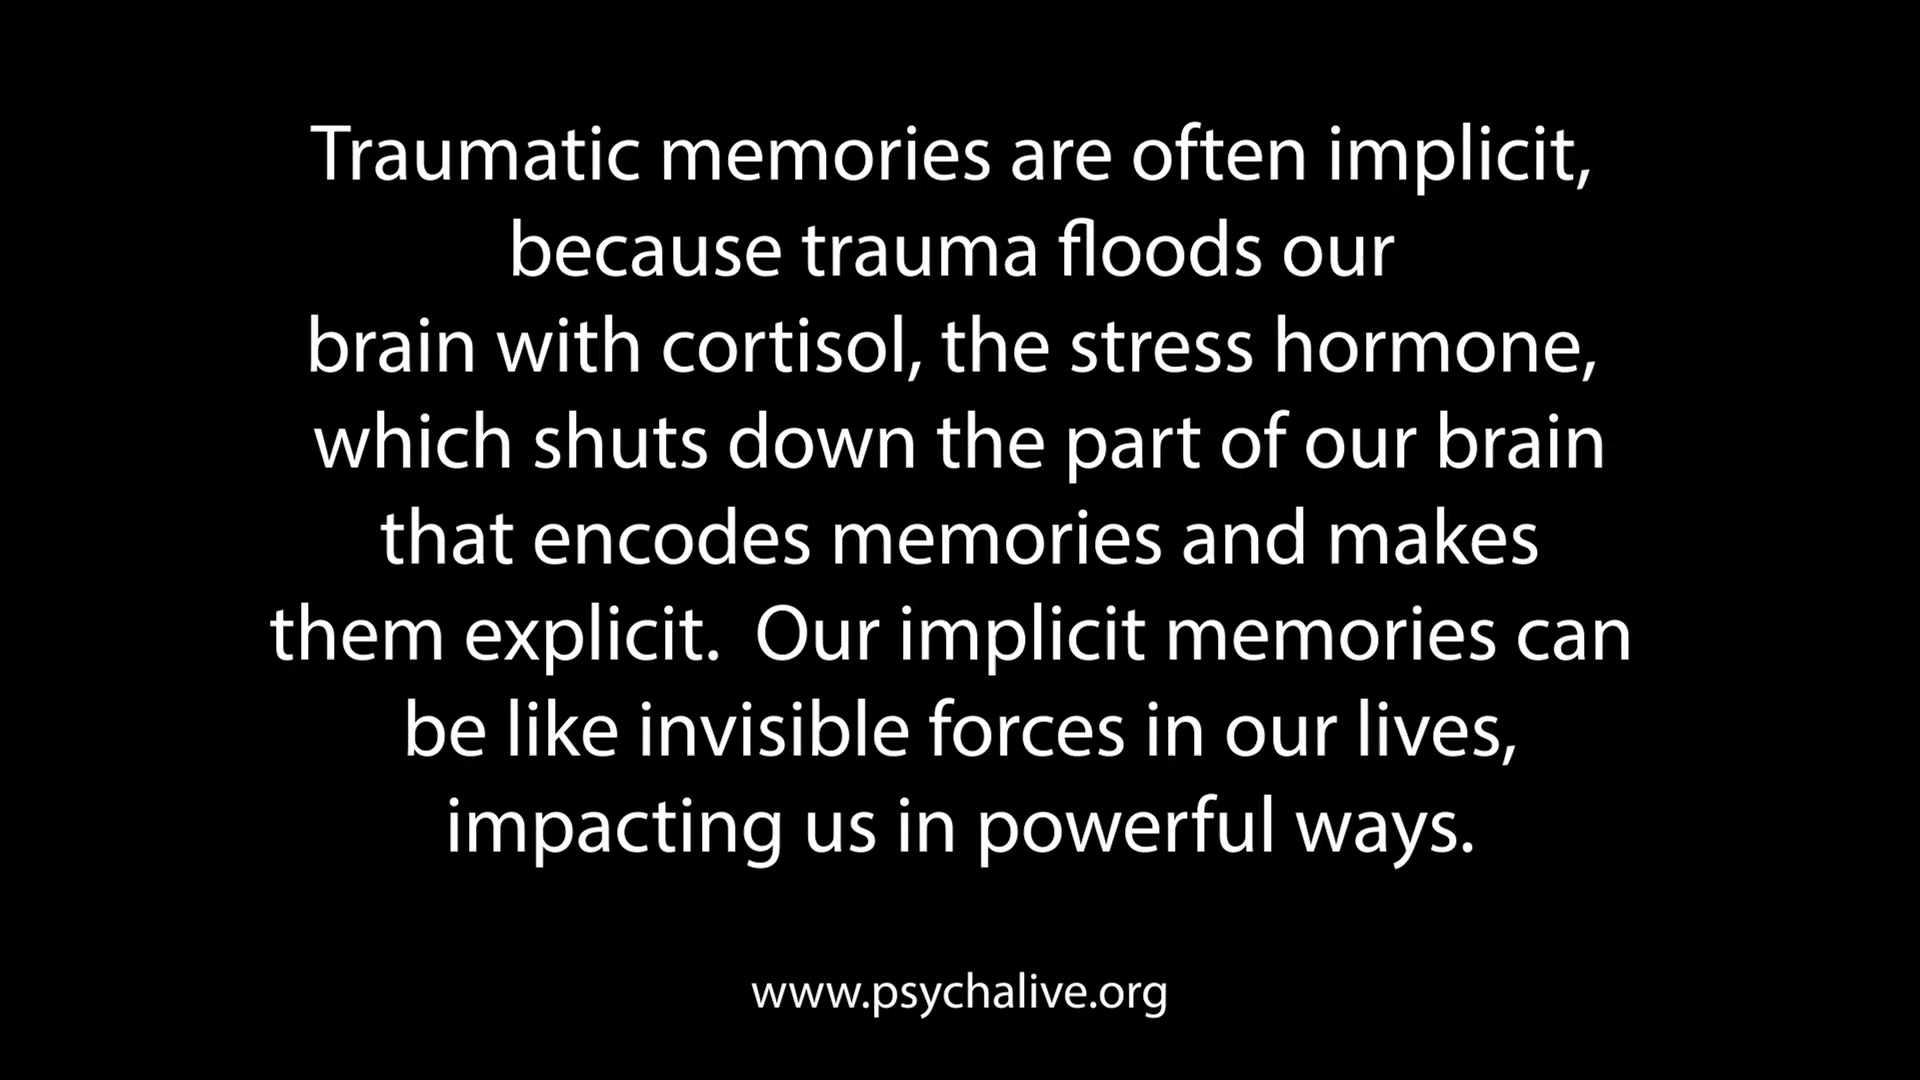 Traumatic memories are often implicit,
because trauma floods our
brain with cortisol, the stress hormone,
which shuts down the part of our brain
that encodes memories and makes
them explicit.  Our implicit memories can
be like invisible forces in our lives,
impacting us in powerful ways.
www.psychalive.org